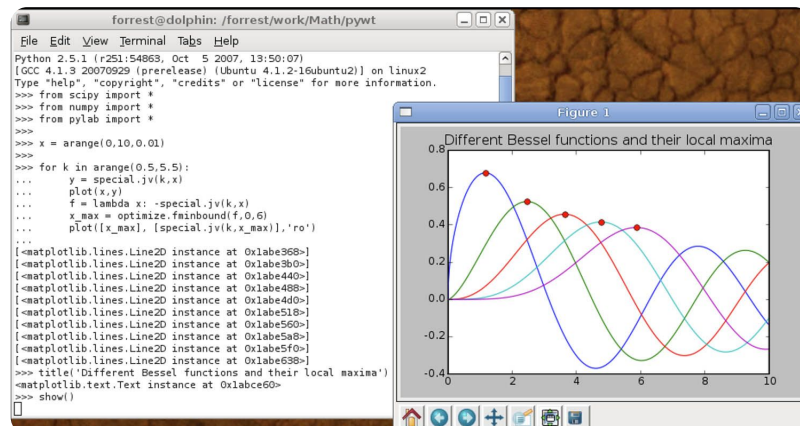 forrest@dolphin: /forrest/work/Math/pywt
File Edit View Terminal Tabs Help
Python 2.5.1 (r251:54863, Oct  5 2007, 13:50:07)
[GCC 4.1.3 20070929 (prerelease) (Ubuntu 4.1.2-16ubuntu2)] on linux2
Type "help", "copyright", "credits" or "license" for more information.
>>> from scipy import *
>>> from numpy import *
>>> from pylab import *
>>>
>>> x = arange(0,10,0.01)
>>>
>>> for k in arange(0.5,5.5):
...     y = special.jv(k,x)
...     plot(x,y)
...     f = lambda x: -special.jv(k,x)
...     x_max = optimize.fminbound(f,0,6)
...     plot([x_max], [special.jv(k,x_max)],'ro')
...
[<matplotlib.lines.Line2D instance at 0x1abe368>]
[<matplotlib.lines.Line2D instance at 0x1abe3b0>]
[<matplotlib.lines.Line2D instance at 0x1abe440>]
[<matplotlib.lines.Line2D instance at 0x1abe488>]
[<matplotlib.lines.Line2D instance at 0x1abe4d0>]
[<matplotlib.lines.Line2D instance at 0x1abe518>]
[<matplotlib.lines.Line2D instance at 0x1abe560>]
[<matplotlib.lines.Line2D instance at 0x1abe5a8>]
[<matplotlib.lines.Line2D instance at 0x1abe5f0>]
[<matplotlib.lines.Line2D instance at 0x1abe638>]
>>> title('Different Bessel functions and their local maxima')
<matplotlib.text.Text instance at 0x1abce60>
>>> show()
Figure 1
Different Bessel functions and their local maxima
0.8
0.6
0.4
0.2
0.0
-0.2
-0.4
0 2 4 6 8 10